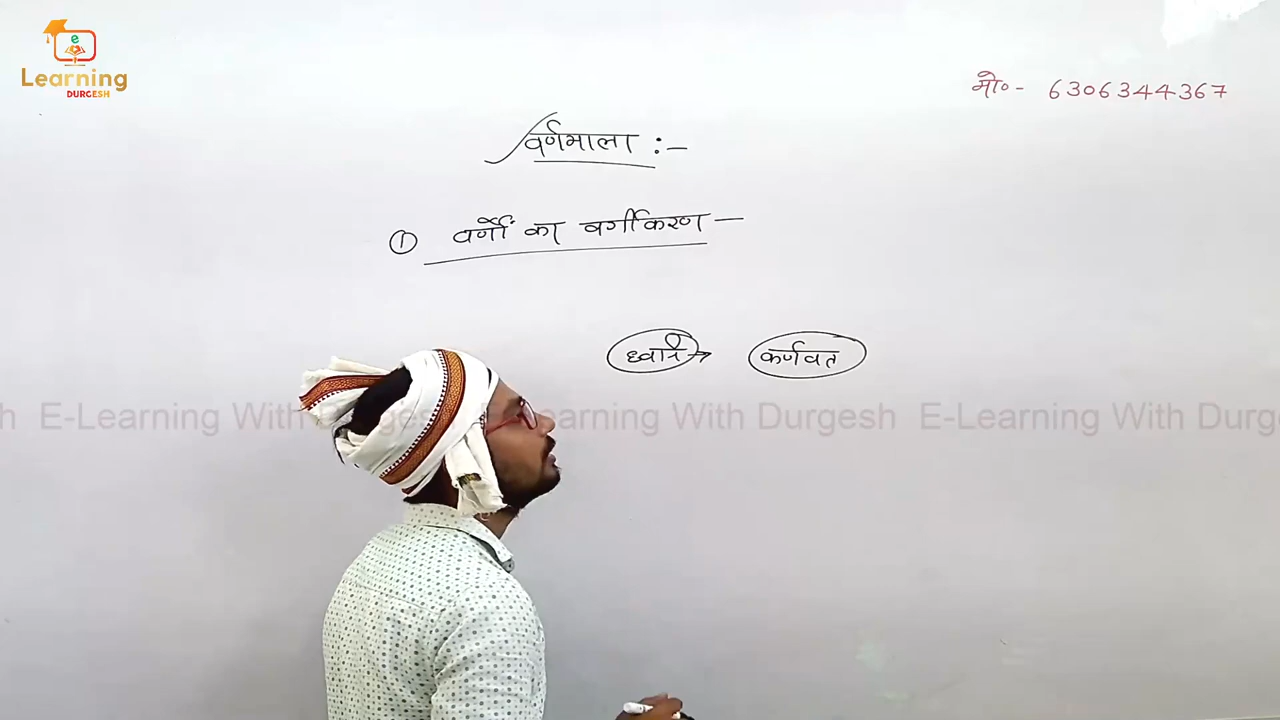 e
Learning
DURGESH
मो०- 6306344367
वर्णमाला :-
① वर्णों का वर्गीकरण -
→ कर्णवत
E-Learning With Durgesh E-Learning With Durgesh E-Learning With Durg